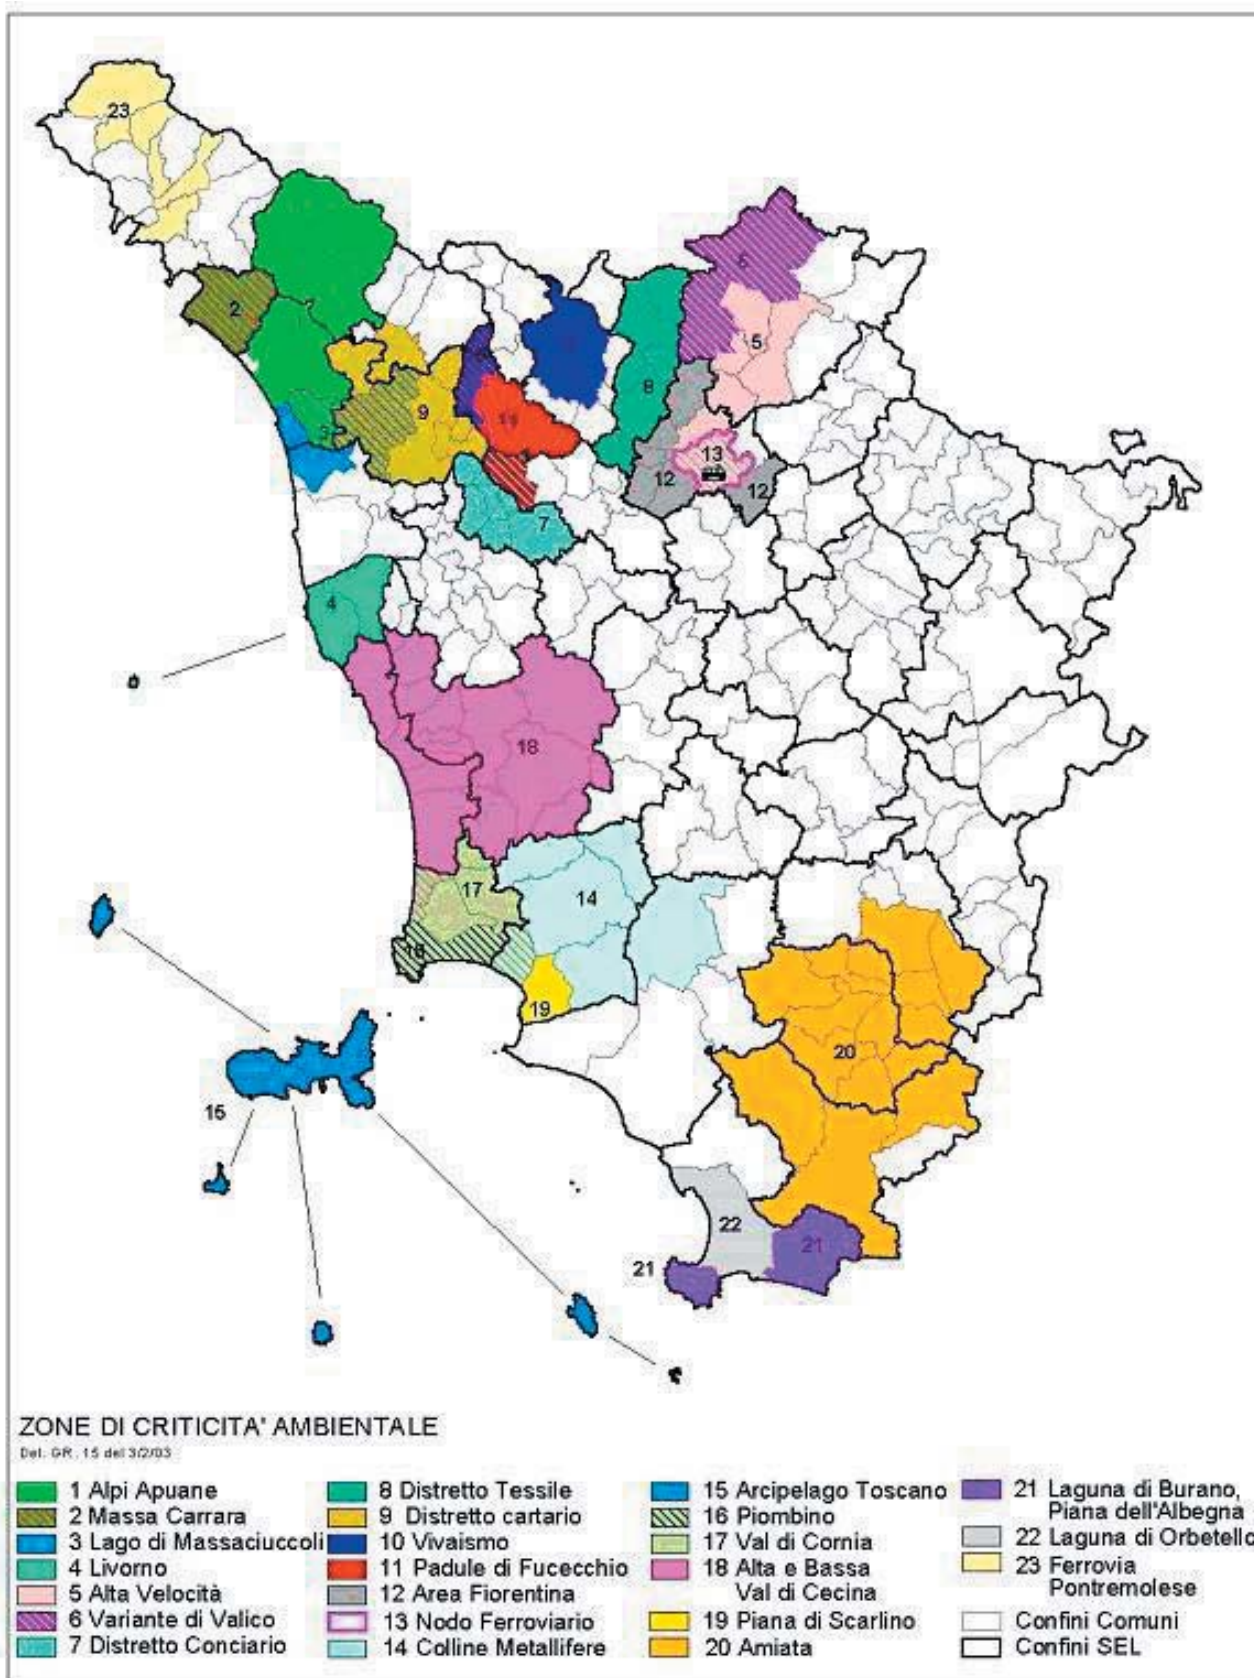 23
2
6
5
3
9
11
8
13
12
12
7
4
18
17
14
16
19
20
15
22
21
21
ZONE DI CRITICITA' AMBIENTALE
Del. GR. 15 del 3/2/03
1 Alpi Apuane
2 Massa Carrara
3 Lago di Massaciuccoli
4 Livorno
5 Alta Velocità
6 Variante di Valico
7 Distretto Conciario
8 Distretto Tessile
9 Distretto cartario
10 Vivaismo
11 Padule di Fucecchio
12 Area Fiorentina
13 Nodo Ferroviario
14 Colline Metallifere
15 Arcipelago Toscano
16 Piombino
17 Val di Cornia
18 Alta e Bassa
Val di Cecina
19 Piana di Scarlino
20 Amiata
21 Laguna di Burano,
Piana dell'Albegna
22 Laguna di Orbetello
23 Ferrovia
Pontremolese
Confini Comuni
Confini SEL